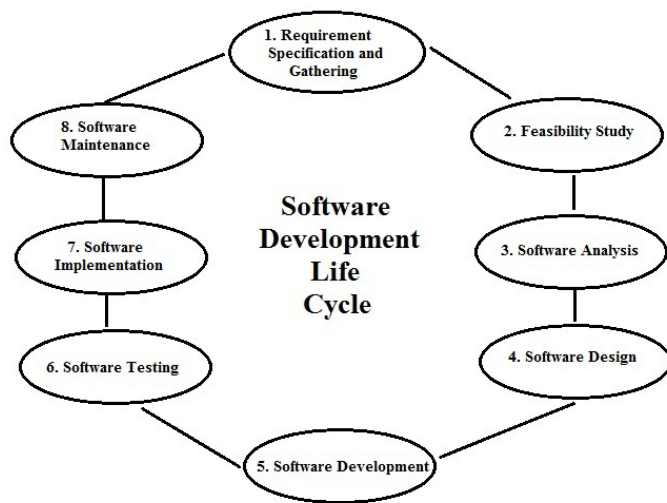 1. Requirement
Specification and
Gathering
2. Feasibility Study
3. Software Analysis
4. Software Design
5. Software Development
6. Software Testing
7. Software
Implementation
8. Software
Maintenance
Software
Development
Life
Cycle